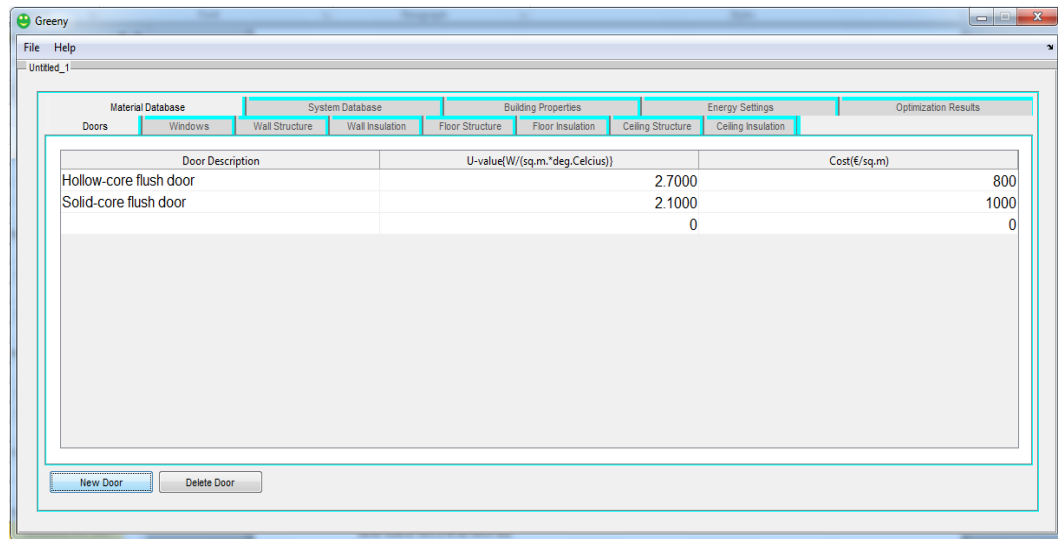 Greeny
File Help
Untitled_1
Material Database System Database Building Properties Energy Settings Optimization Results
Doors Windows Wall Structure Wall Insulation Floor Structure Floor Insulation Ceiling Structure Ceiling Insulation
Door Description U-value{W/(sq.m.*deg.Celcius)} Cost(€/sq.m)
Hollow-core flush door 2.7000 800
Solid-core flush door 2.1000 1000
0 0
New Door Delete Door